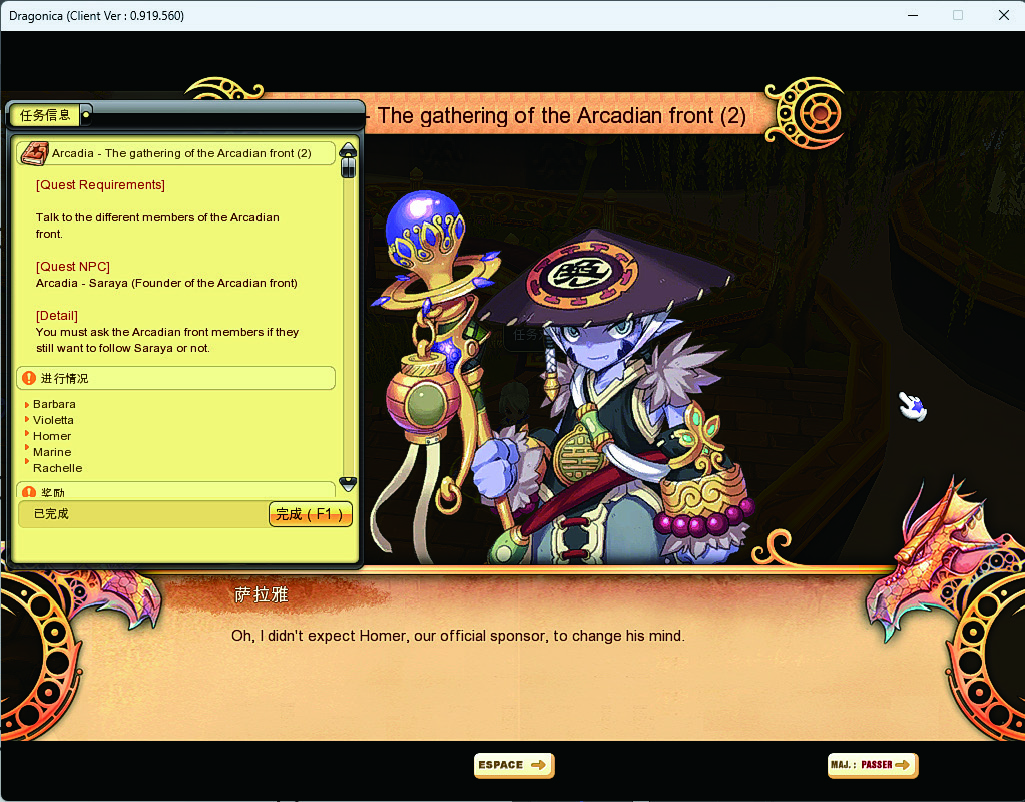 Dragonica (Client Ver : 0.919.560)
- The gathering of the Arcadian front (2)
任务信息
Arcadia - The gathering of the Arcadian front (2)
[Quest Requirements]
Talk to the different members of the Arcadian
front.
[Quest NPC]
Arcadia - Saraya (Founder of the Arcadian front)
[Detail]
You must ask the Arcadian front members if they
still want to follow Saraya or not.
进行情况
Barbara
Violetta
Homer
Marine
Rachelle
奖励
已完成
完成 ( F1 )
任务
萨拉雅
Oh, I didn't expect Homer, our official sponsor, to change his mind.
ESPACE
MAJ. : PASSER